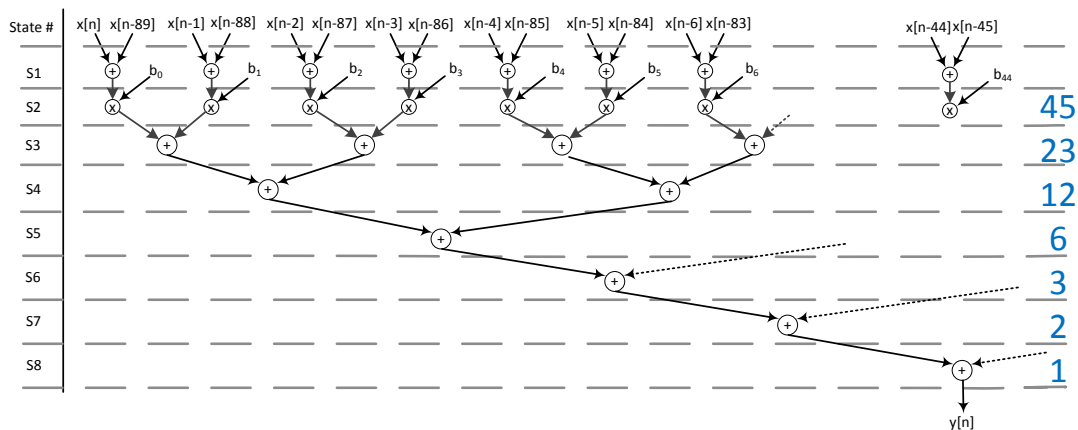 State # x[n] x[n-89] x[n-1] x[n-88] x[n-2] x[n-87] x[n-3] x[n-86] x[n-4] x[n-85] x[n-5] x[n-84] x[n-6] x[n-83] x[n-44] x[n-45]
S1 + + + + + + + +
b0 b1 b2 b3 b4 b5 b6 b44
S2 x x x x x x x x 45
S3 + + + + 23
S4 + + 12
S5 + 6
S6 + 3
S7 + 2
S8 + 1
y[n]